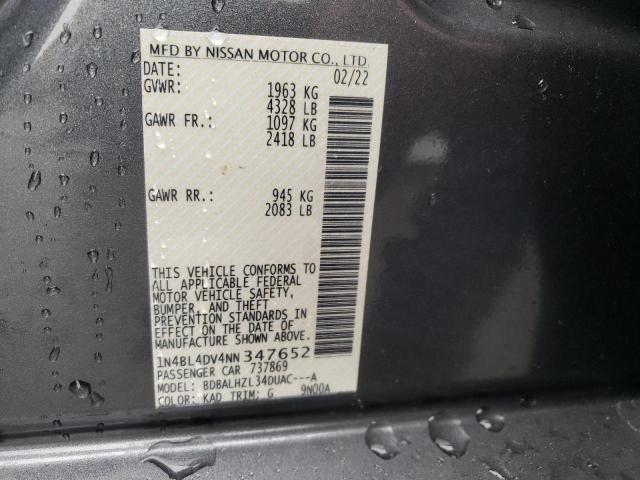 MFD BY NISSAN MOTOR CO., LTD
DATE: 02/22
GVWR: 1963 KG
4328 LB
GAWR FR.: 1097 KG
2418 LB
GAWR RR.: 945 KG
2083 LB
THIS VEHICLE CONFORMS TO
ALL APPLICABLE FEDERAL
MOTOR VEHICLE SAFETY,
BUMPER, AND THEFT
PREVENTION STANDARDS IN
EFFECT ON THE DATE OF
MANUFACTURE SHOWN ABOVE.
1N4BL4DV4NN347652
PASSENGER CAR 737869
MODEL: BDBALHZL34DUAC---A
COLOR: KAD TRIM; G 9N00A